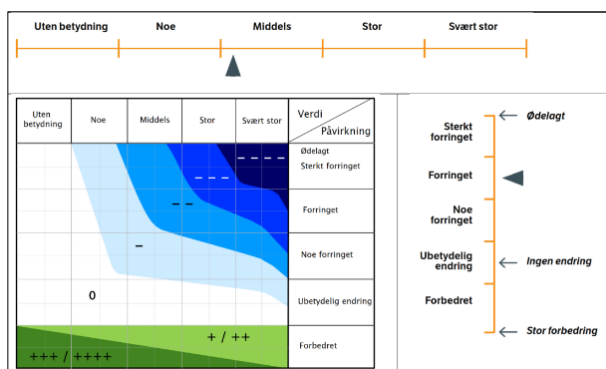 Uten betydning Noe Middels Stor Svært stor
Uten
betydning
Noe
Middels
Stor
Svært stor
Verdi
Påvirkning
Ødelagt
Sterkt forringet
Forringet
Noe forringet
Ubetydelig endring
Forbedret
- - - -
- - -
- -
-
0
+ / ++
+++ / ++++
Sterkt
forringet
Forringet
Noe
forringet
Ubetydelig
endring
Forbedret
Ødelagt
Ingen endring
Stor forbedring